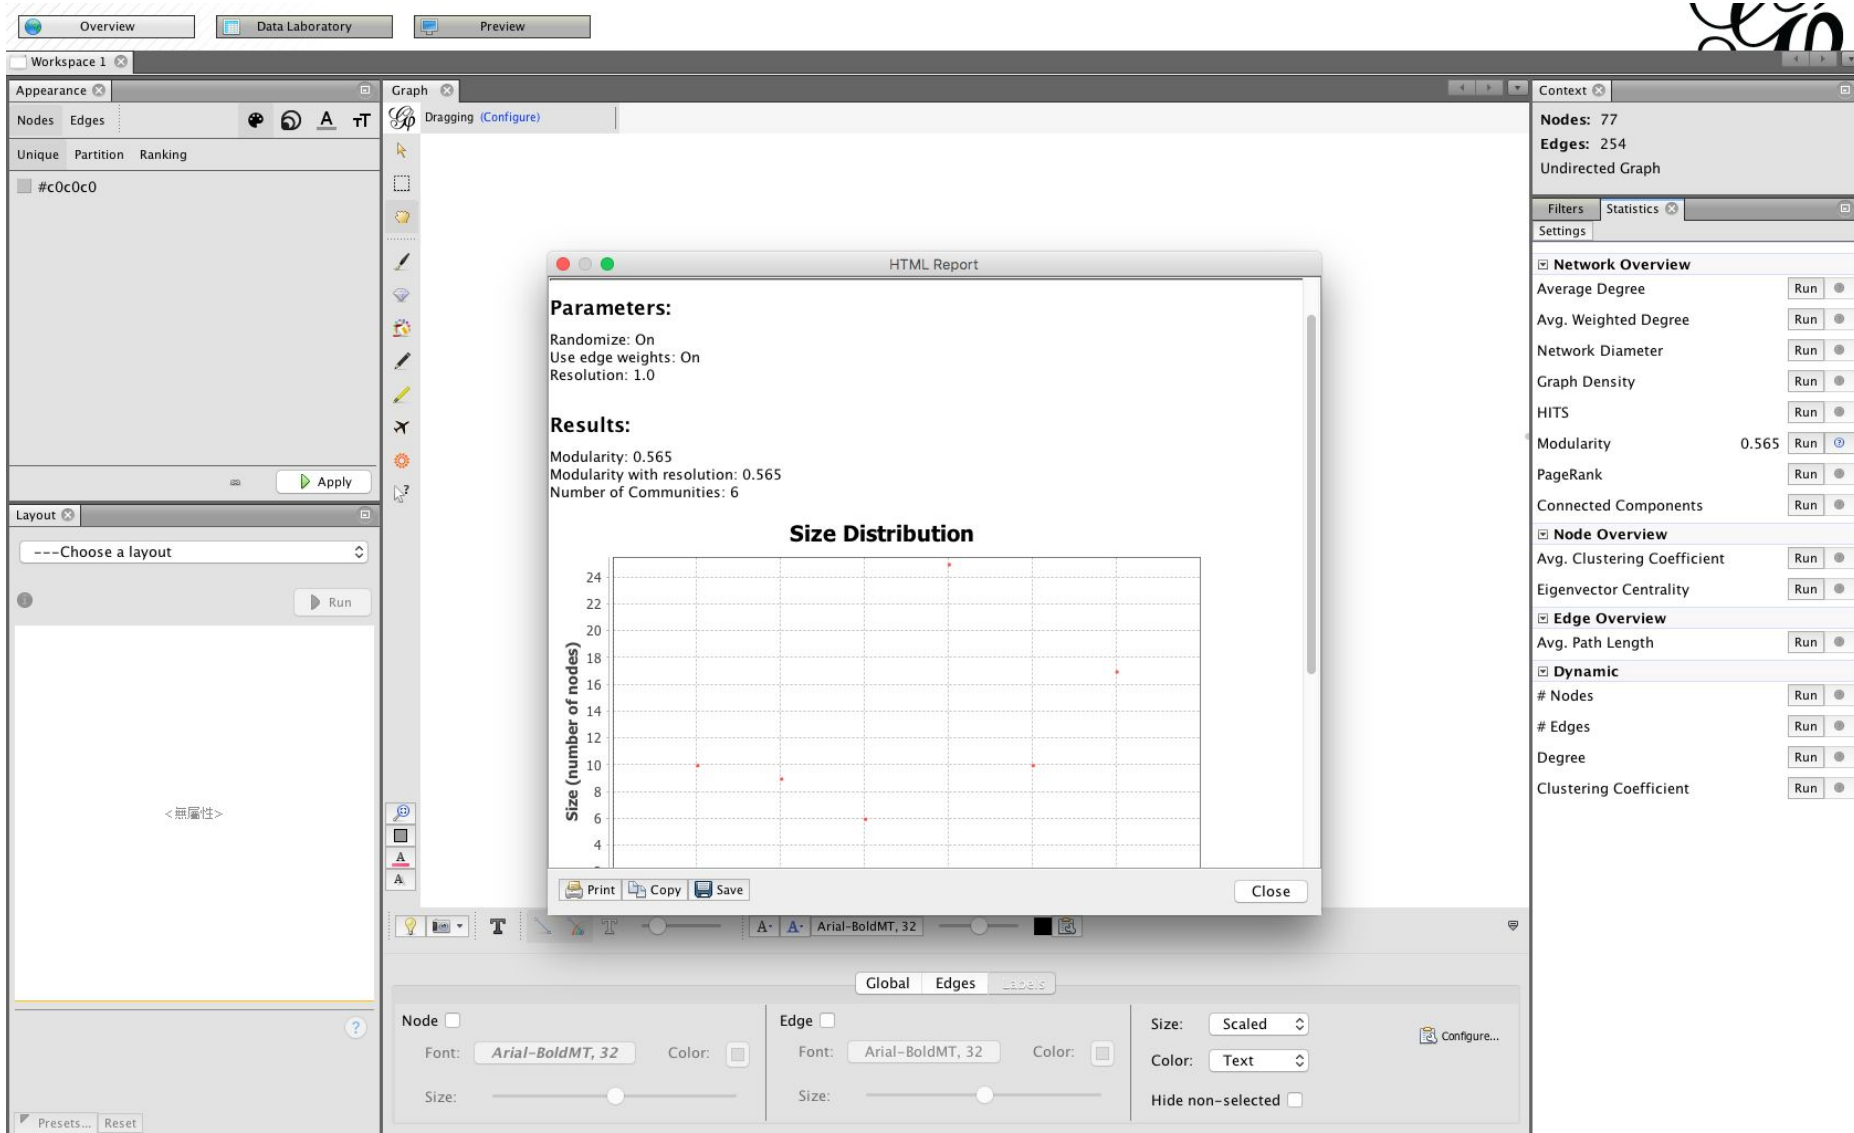 Overview
Data Laboratory
Preview
Workspace 1
Appearance
Nodes Edges
Unique Partition Ranking
#c0c0c0
Apply
Layout
---Choose a layout
Run
<無屬性>
Presets... Reset
Graph
Dragging (Configure)
HTML Report
Parameters:
Randomize: On
Use edge weights: On
Resolution: 1.0
Results:
Modularity: 0.565
Modularity with resolution: 0.565
Number of Communities: 6
Size Distribution
Size (number of nodes)
24
22
20
18
16
14
12
10
8
6
4
Print Copy Save
Close
Arial-BoldMT, 32
Global Edges Labels
Node
Font: Arial-BoldMT, 32 Color:
Size:
Edge
Font: Arial-BoldMT, 32 Color:
Size:
Size: Scaled
Color: Text
Hide non-selected
Configure...
Context
Nodes: 77
Edges: 254
Undirected Graph
Filters Statistics
Settings
Network Overview
Average Degree Run
Avg. Weighted Degree Run
Network Diameter Run
Graph Density Run
HITS Run
Modularity 0.565 Run
PageRank Run
Connected Components Run
Node Overview
Avg. Clustering Coefficient Run
Eigenvector Centrality Run
Edge Overview
Avg. Path Length Run
Dynamic
# Nodes Run
# Edges Run
Degree Run
Clustering Coefficient Run